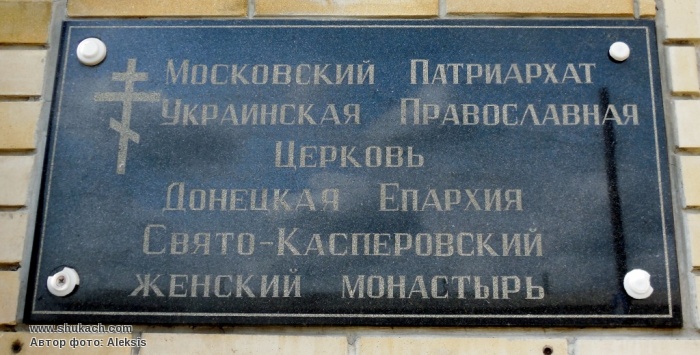 Московский Патриархат
Украинская Православная
Церковь
Донецкая Епархия
Свято-Касперовский
женский монастырь
www.shukach.com
Автор фото: Aleksis